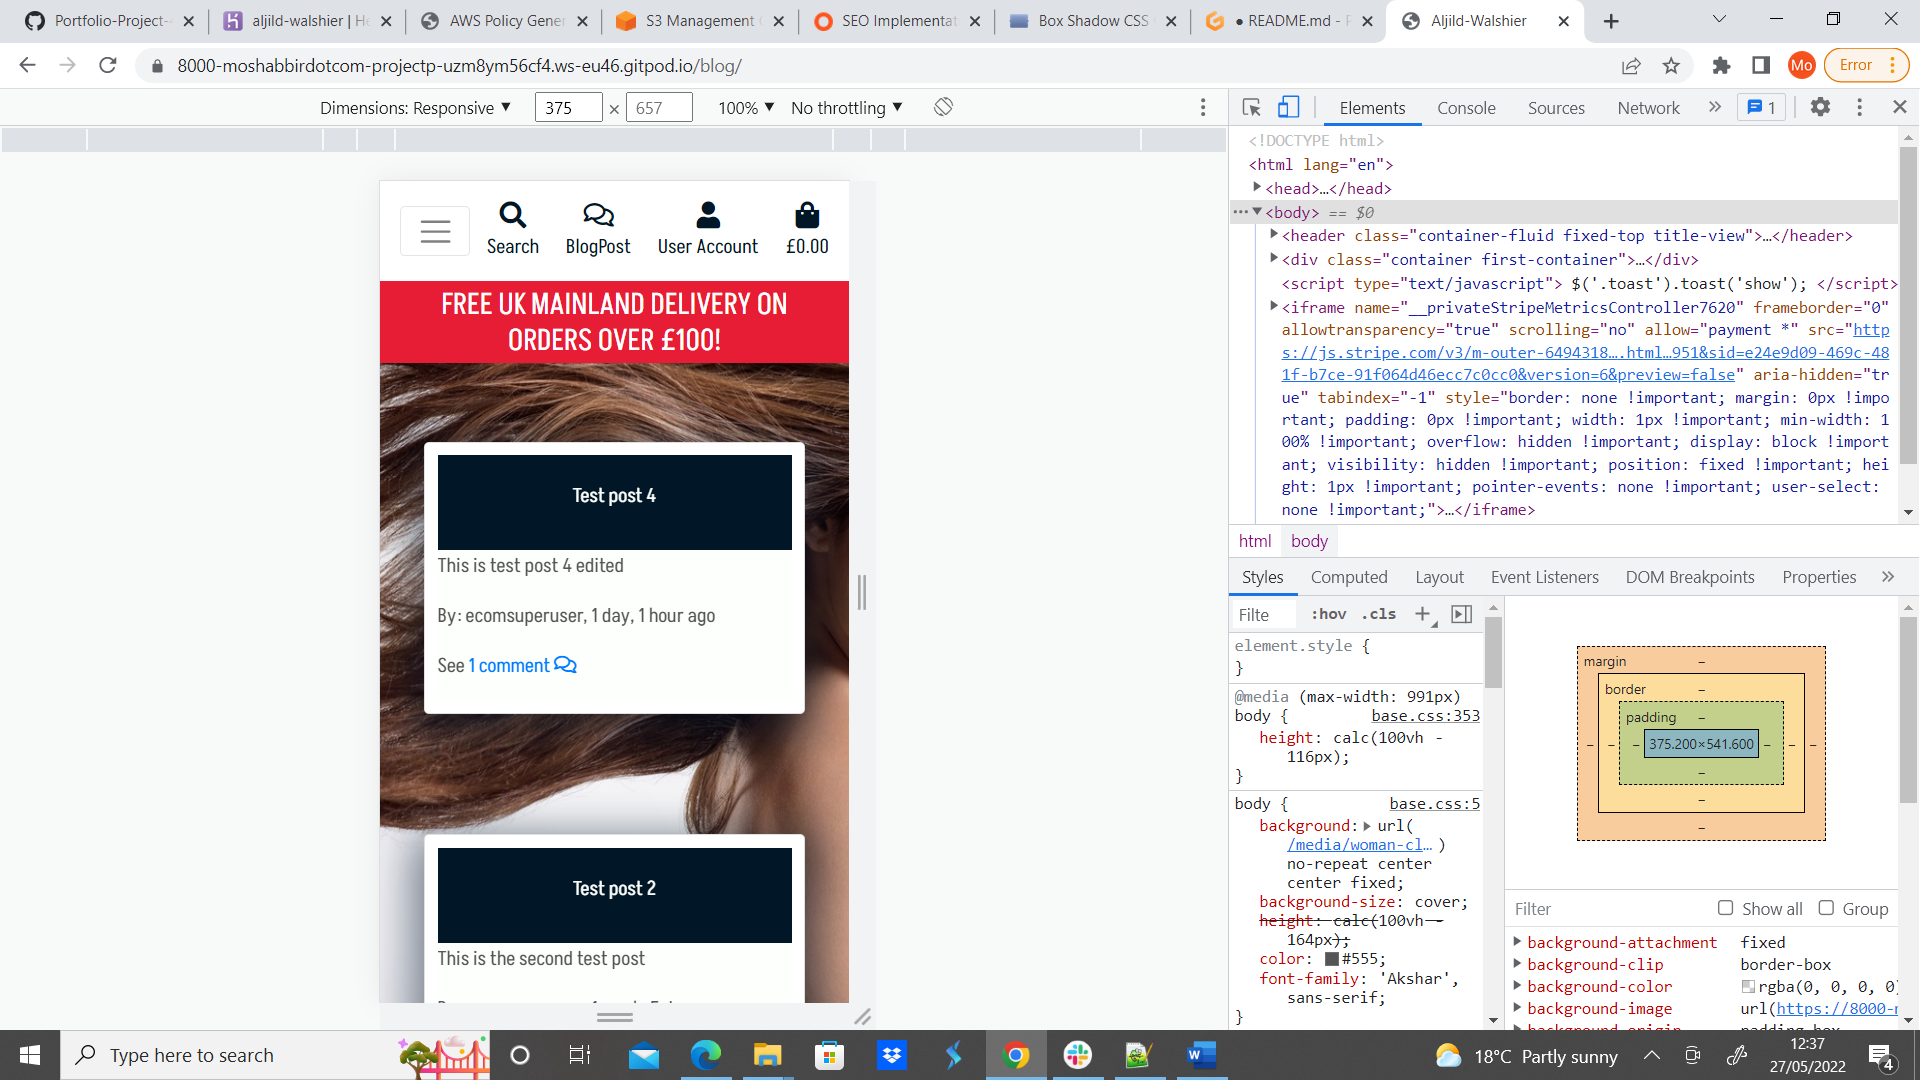 Portfolio-Project-
aljild-walshier | He
AWS Policy Gener
S3 Management C
SEO Implementat
Box Shadow CSS
● README.md - P
Aljild-Walshier
8000-moshabbirdotcom-projectp-uzm8ym56cf4.ws-eu46.gitpod.io/blog/
Mo
Error
Dimensions: Responsive ▼
375 × 657
100% ▼
No throttling ▼
Search
BlogPost
User Account
£0.00
FREE UK MAINLAND DELIVERY ON
ORDERS OVER £100!
Test post 4
This is test post 4 edited
By: ecomsuperuser, 1 day, 1 hour ago
See 1 comment
Test post 2
This is the second test post
Elements
Console
Sources
Network
»
1
<!DOCTYPE html>
<html lang="en">
<head>…</head>
<body> == $0
<header class="container-fluid fixed-top title-view">…</header>
<div class="container first-container">…</div>
<script type="text/javascript"> $('.toast').toast('show'); </script>
<iframe name="__privateStripeMetricsController7620" frameborder="0"
allowtransparency="true" scrolling="no" allow="payment *" src="http
s://js.stripe.com/v3/m-outer-6494318….html…951&sid=e24e9d09-469c-48
1f-b7ce-91f064d46ecc7c0cc0&version=6&preview=false" aria-hidden="tr
ue" tabindex="-1" style="border: none !important; margin: 0px !impo
rtant; padding: 0px !important; width: 1px !important; min-width: 1
00% !important; overflow: hidden !important; display: block !import
ant; visibility: hidden !important; position: fixed !important; hei
ght: 1px !important; pointer-events: none !important; user-select:
none !important;">…</iframe>
html
body
Styles
Computed
Layout
Event Listeners
DOM Breakpoints
Properties
»
Filte
:hov
.cls
element.style {
}
@media (max-width: 991px)
body {
base.css:353
height: calc(100vh -
116px);
}
body {
base.css:5
background: url(
/media/woman-cl… )
no-repeat center
center fixed;
background-size: cover;
height: calc(100vh -
164px);
color: #555;
font-family: 'Akshar',
sans-serif;
}
margin
–
border
–
padding
–
– – – 375.200×541.600 – – –
–
–
–
Filter
Show all
Group
background-attachment fixed
background-clip border-box
background-color rgba(0, 0, 0, 0)
background-image url(https://8000-
Type here to search
18°C Partly sunny
12:37
27/05/2022
4